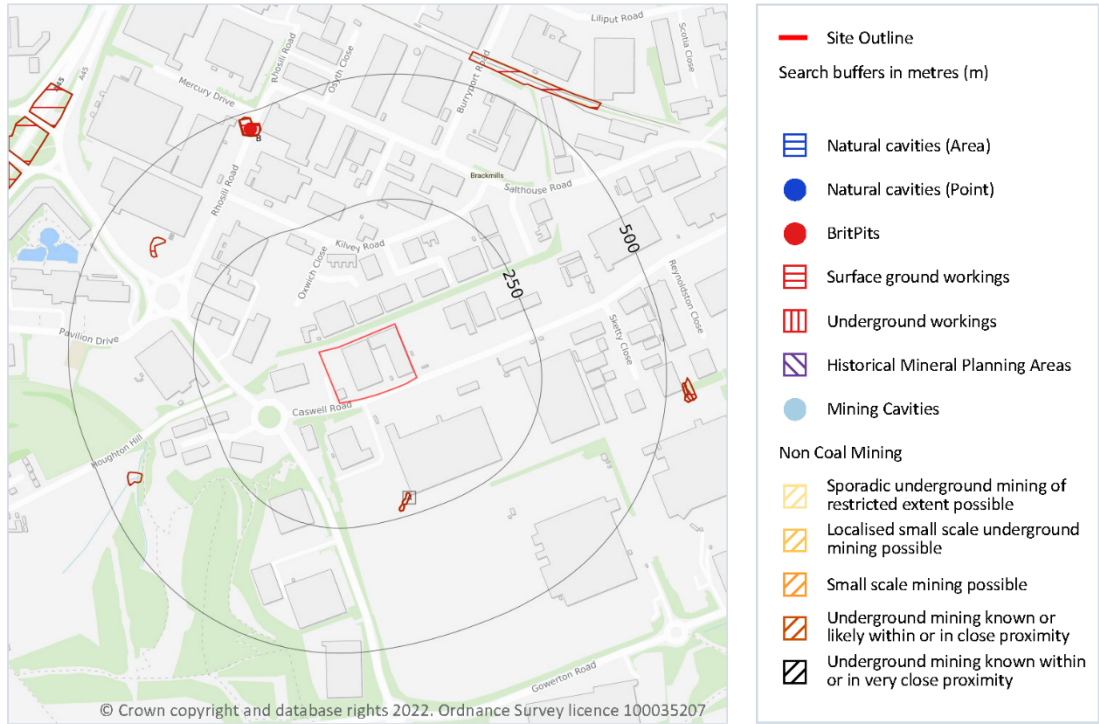 Liliput Road
Scotia Close
Rhosili Road
Osyth Close
Burryport Road
A45
A45
Mercury Drive
B
Brackmills
Salthouse Road
Rhosili Road
Kilvey Road
500
Oxwich Close
250
Reynoldston Close
Pavilion Drive
Sketty Close
Caswell Road
Houghton Hill
Gowerton Road
© Crown copyright and database rights 2022. Ordnance Survey licence 100035207
Site Outline
Search buffers in metres (m)
Natural cavities (Area)
Natural cavities (Point)
BritPits
Surface ground workings
Underground workings
Historical Mineral Planning Areas
Mining Cavities
Non Coal Mining
Sporadic underground mining of
restricted extent possible
Localised small scale underground
mining possible
Small scale mining possible
Underground mining known or
likely within or in close proximity
Underground mining known within
or in very close proximity